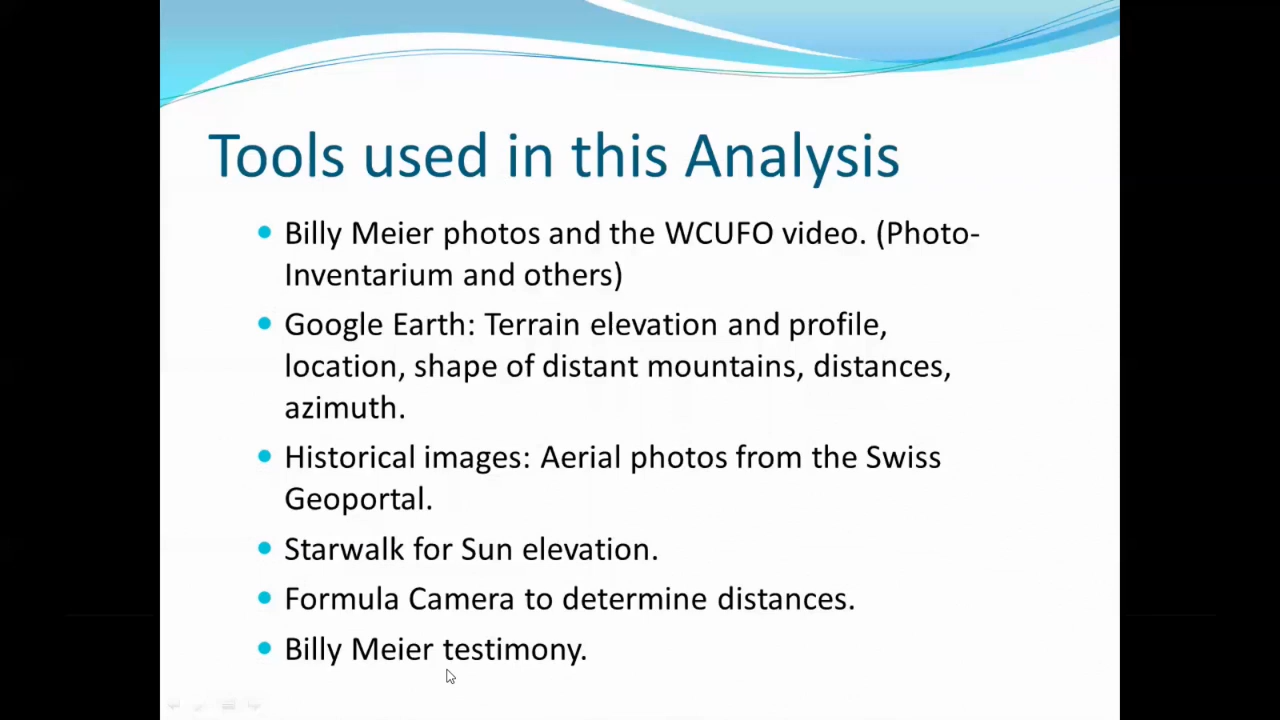 Tools used in this Analysis
Billy Meier photos and the WCUFO video. (Photo-
Inventarium and others)
Google Earth: Terrain elevation and profile,
location, shape of distant mountains, distances,
azimuth.
Historical images: Aerial photos from the Swiss
Geoportal.
Starwalk for Sun elevation.
Formula Camera to determine distances.
Billy Meier testimony.